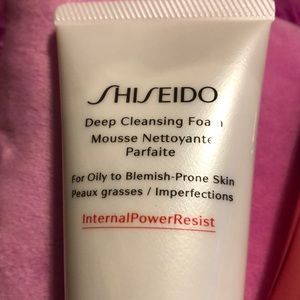 SHISEIDO
Deep Cleansing Foam
Mousse Nettoyante
Parfaite
For Oily to Blemish-Prone Skin
Peaux grasses / Imperfections
InternalPowerResist